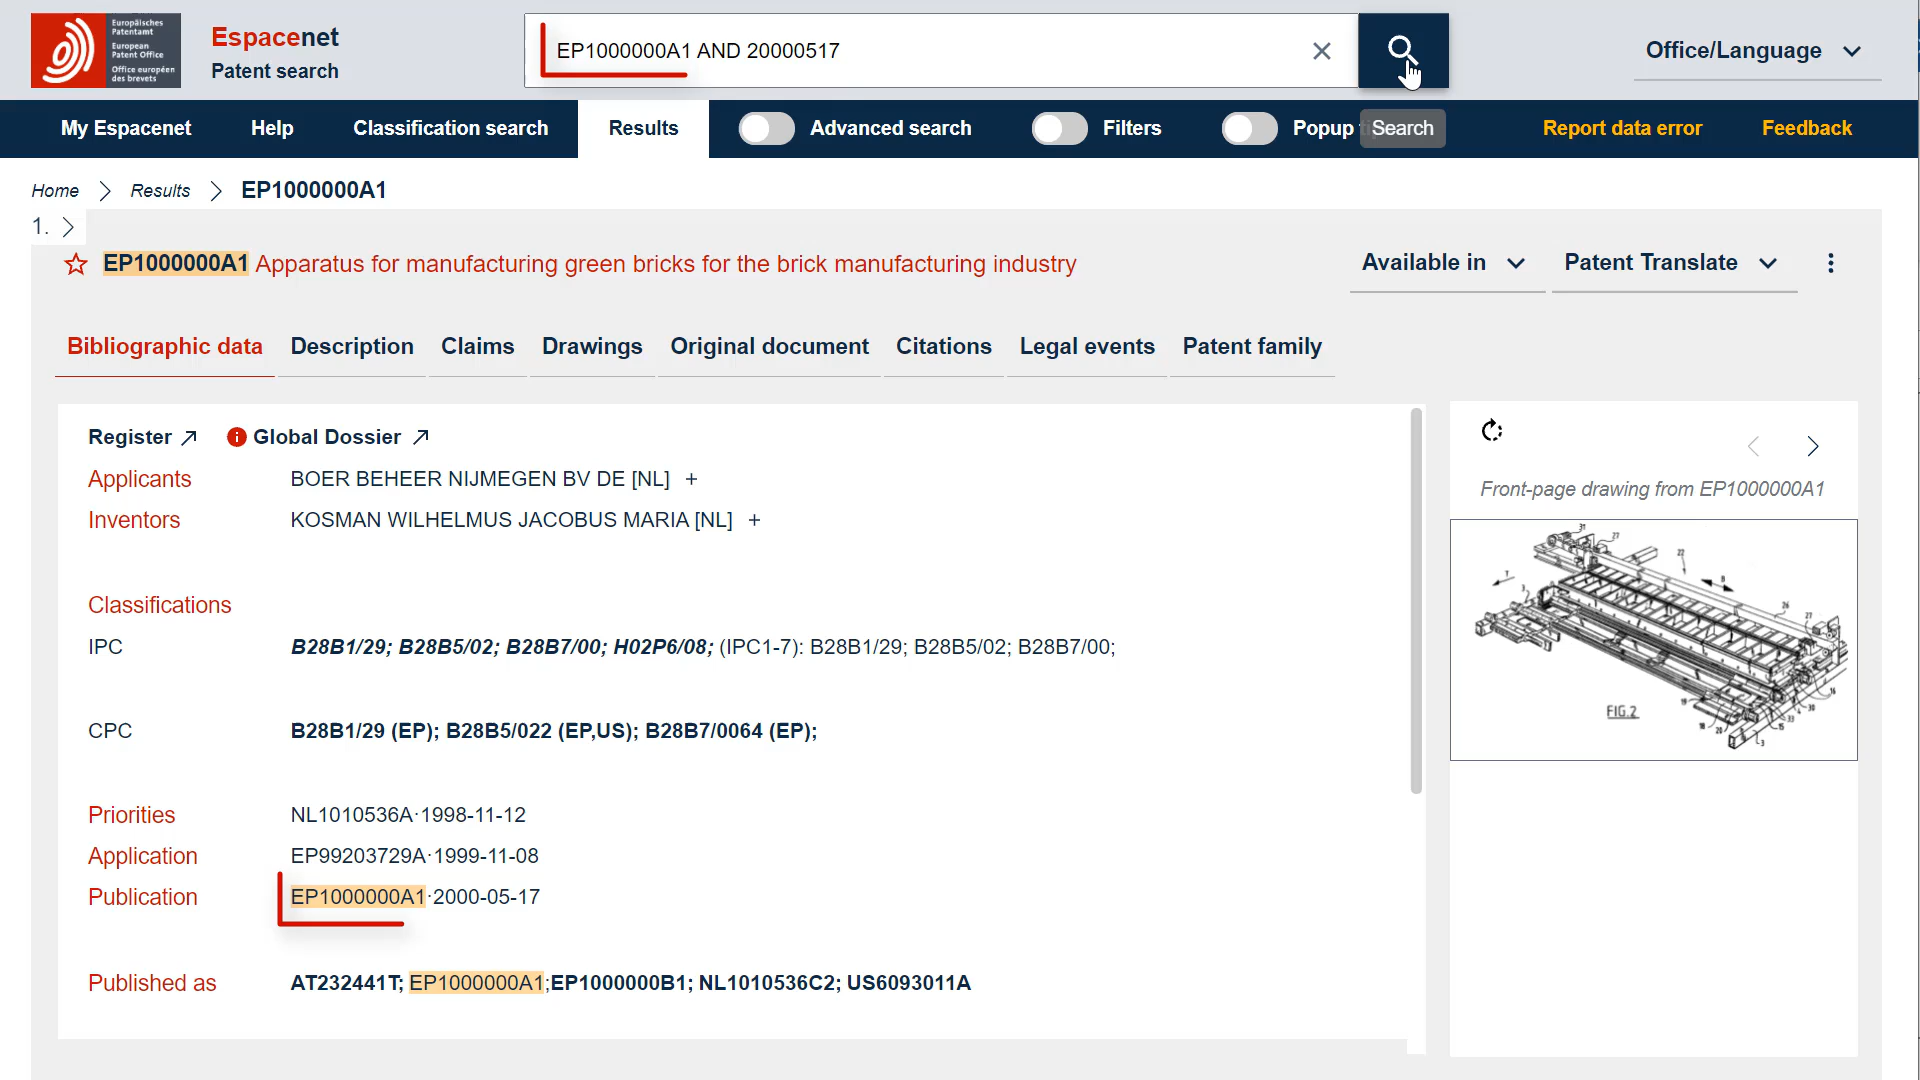 Europäisches
Patentamt
European
Patent Office
Office européen
des brevets
Espacenet
Patent search
EP1000000A1 AND 20000517
Office/Language
My Espacenet
Help
Classification search
Results
Advanced search
Filters
Popup
Search
Report data error
Feedback
Home
Results
EP1000000A1
1.
EP1000000A1 Apparatus for manufacturing green bricks for the brick manufacturing industry
Available in
Patent Translate
Bibliographic data
Description
Claims
Drawings
Original document
Citations
Legal events
Patent family
Register
Global Dossier
Applicants
BOER BEHEER NIJMEGEN BV DE [NL] +
Inventors
KOSMAN WILHELMUS JACOBUS MARIA [NL] +
Classifications
IPC
B28B1/29; B28B5/02; B28B7/00; H02P6/08; (IPC1-7): B28B1/29; B28B5/02; B28B7/00;
CPC
B28B1/29 (EP); B28B5/022 (EP,US); B28B7/0064 (EP);
Priorities
NL1010536A·1998-11-12
Application
EP99203729A·1999-11-08
Publication
EP1000000A1·2000-05-17
Published as
AT232441T; EP1000000A1;EP1000000B1; NL1010536C2; US6093011A
Front-page drawing from EP1000000A1
31
27
22
26
FIG.2